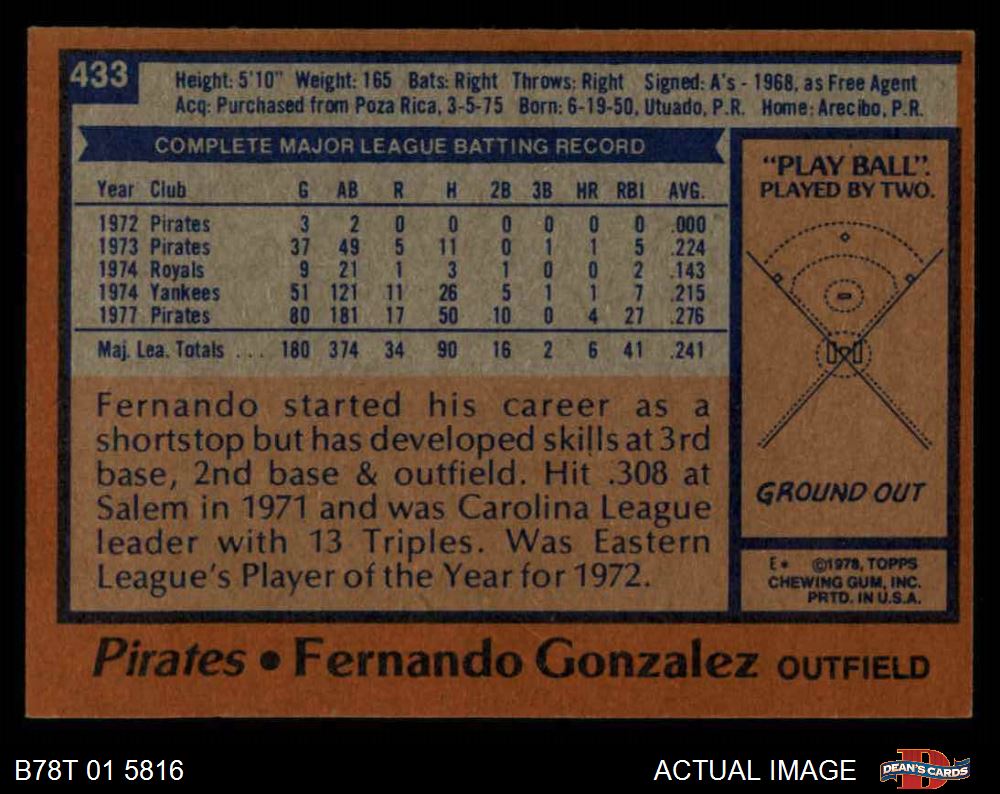 433
Height: 5'10" Weight: 165 Bats: Right Throws: Right Signed: A's - 1968, as Free Agent
Acq: Purchased from Poza Rica, 3-5-75 Born: 6-19-50, Utuado, P.R. Home: Arecibo, P.R.
COMPLETE MAJOR LEAGUE BATTING RECORD
Year Club G AB R H 2B 3B HR RBI AVG.
1972 Pirates 3 2 0 0 0 0 0 0 .000
1973 Pirates 37 49 5 11 0 1 1 5 .224
1974 Royals 9 21 1 3 1 0 0 2 .143
1974 Yankees 51 121 11 26 5 1 1 7 .215
1977 Pirates 80 181 17 50 10 0 4 27 .276
Maj. Lea. Totals ... 180 374 34 90 16 2 6 41 .241
Fernando started his career as a
shortstop but has developed skills at 3rd
base, 2nd base & outfield. Hit .308 at
Salem in 1971 and was Carolina League
leader with 13 Triples. Was Eastern
League's Player of the Year for 1972.
"PLAY BALL".
PLAYED BY TWO.
GROUND OUT
E* ©1978, TOPPS
CHEWING GUM, INC.
PRTD. IN U.S.A.
Pirates • Fernando Gonzalez OUTFIELD
B78T 01 5816
ACTUAL IMAGE
DEAN'S CARDS